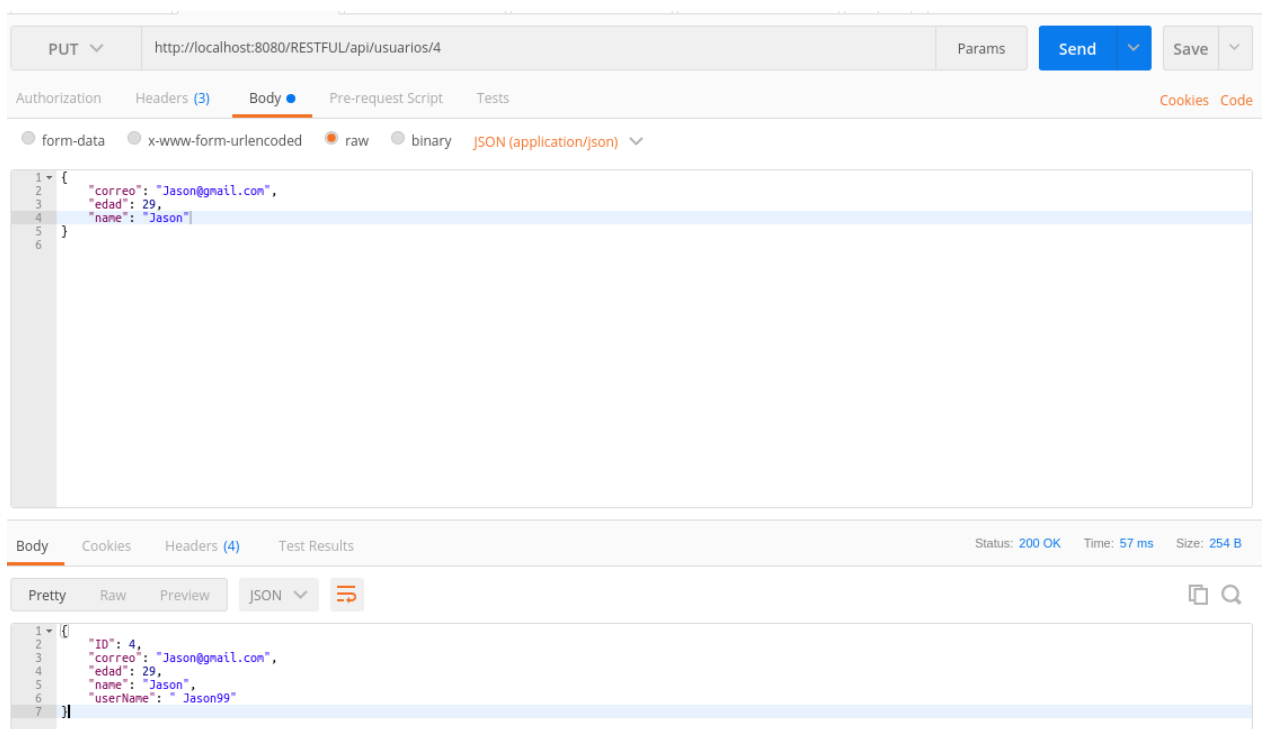 PUT http://localhost:8080/RESTFUL/api/usuarios/4 Params Send Save
Authorization Headers (3) Body Pre-request Script Tests Cookies Code
form-data x-www-form-urlencoded raw binary JSON (application/json)
1 {
2 "correo": "Jason@gmail.com",
3 "edad": 29,
4 "name": "Jason"
5 }
6
Body Cookies Headers (4) Test Results Status: 200 OK Time: 57 ms Size: 254 B
Pretty Raw Preview JSON
1 {
2 "ID": 4,
3 "correo": "Jason@gmail.com",
4 "edad": 29,
5 "name": "Jason",
6 "userName": " Jason99"
7 }